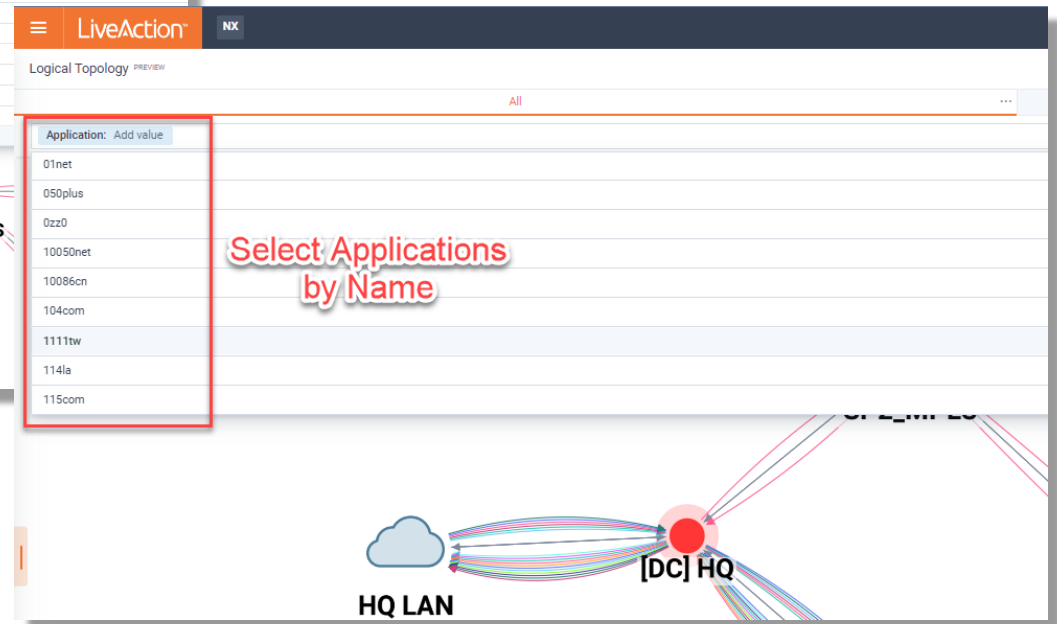 LiveAction™
NX
Logical Topology PREVIEW
All
...
Application: Add value
01net
050plus
0zz0
10050net
10086cn
104com
1111tw
114la
115com
Select Applications
by Name
[DC] HQ
HQ LAN